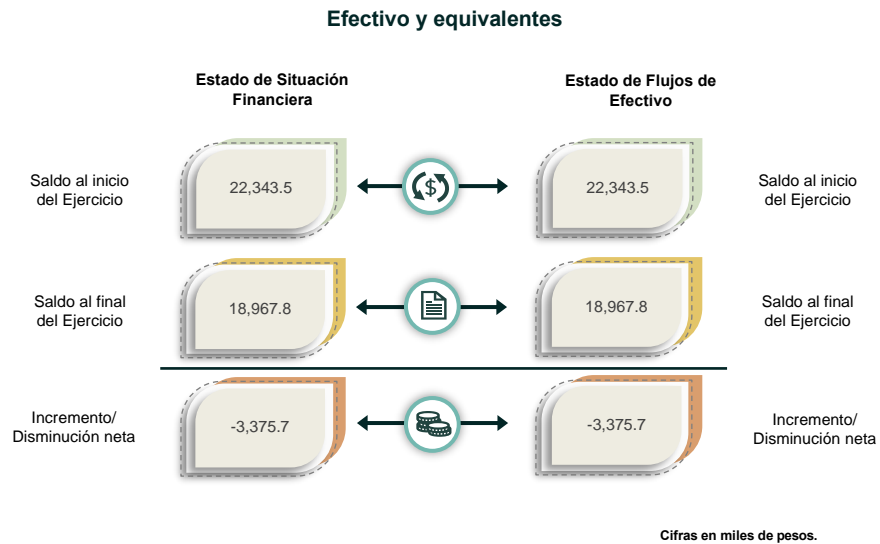 Efectivo y equivalentes
Estado de Situación
Financiera
Estado de Flujos de
Efectivo
Saldo al inicio
del Ejercicio
22,343.5
$
22,343.5
Saldo al inicio
del Ejercicio
Saldo al final
del Ejercicio
18,967.8
18,967.8
Saldo al final
del Ejercicio
Incremento/
Disminución neta
-3,375.7
-3,375.7
Incremento/
Disminución neta
Cifras en miles de pesos.